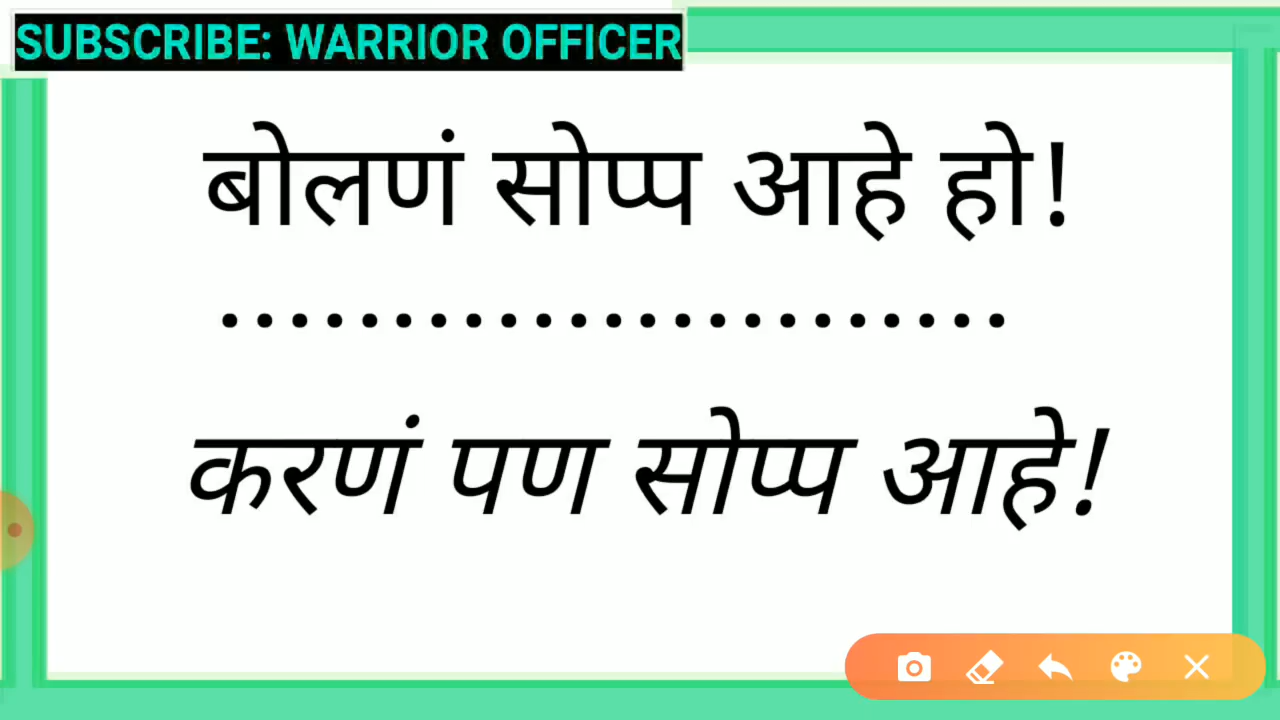 SUBSCRIBE: WARRIOR OFFICER
बोलणं सोप्प आहे हो!
.......................
करणं पण सोप्प आहे!